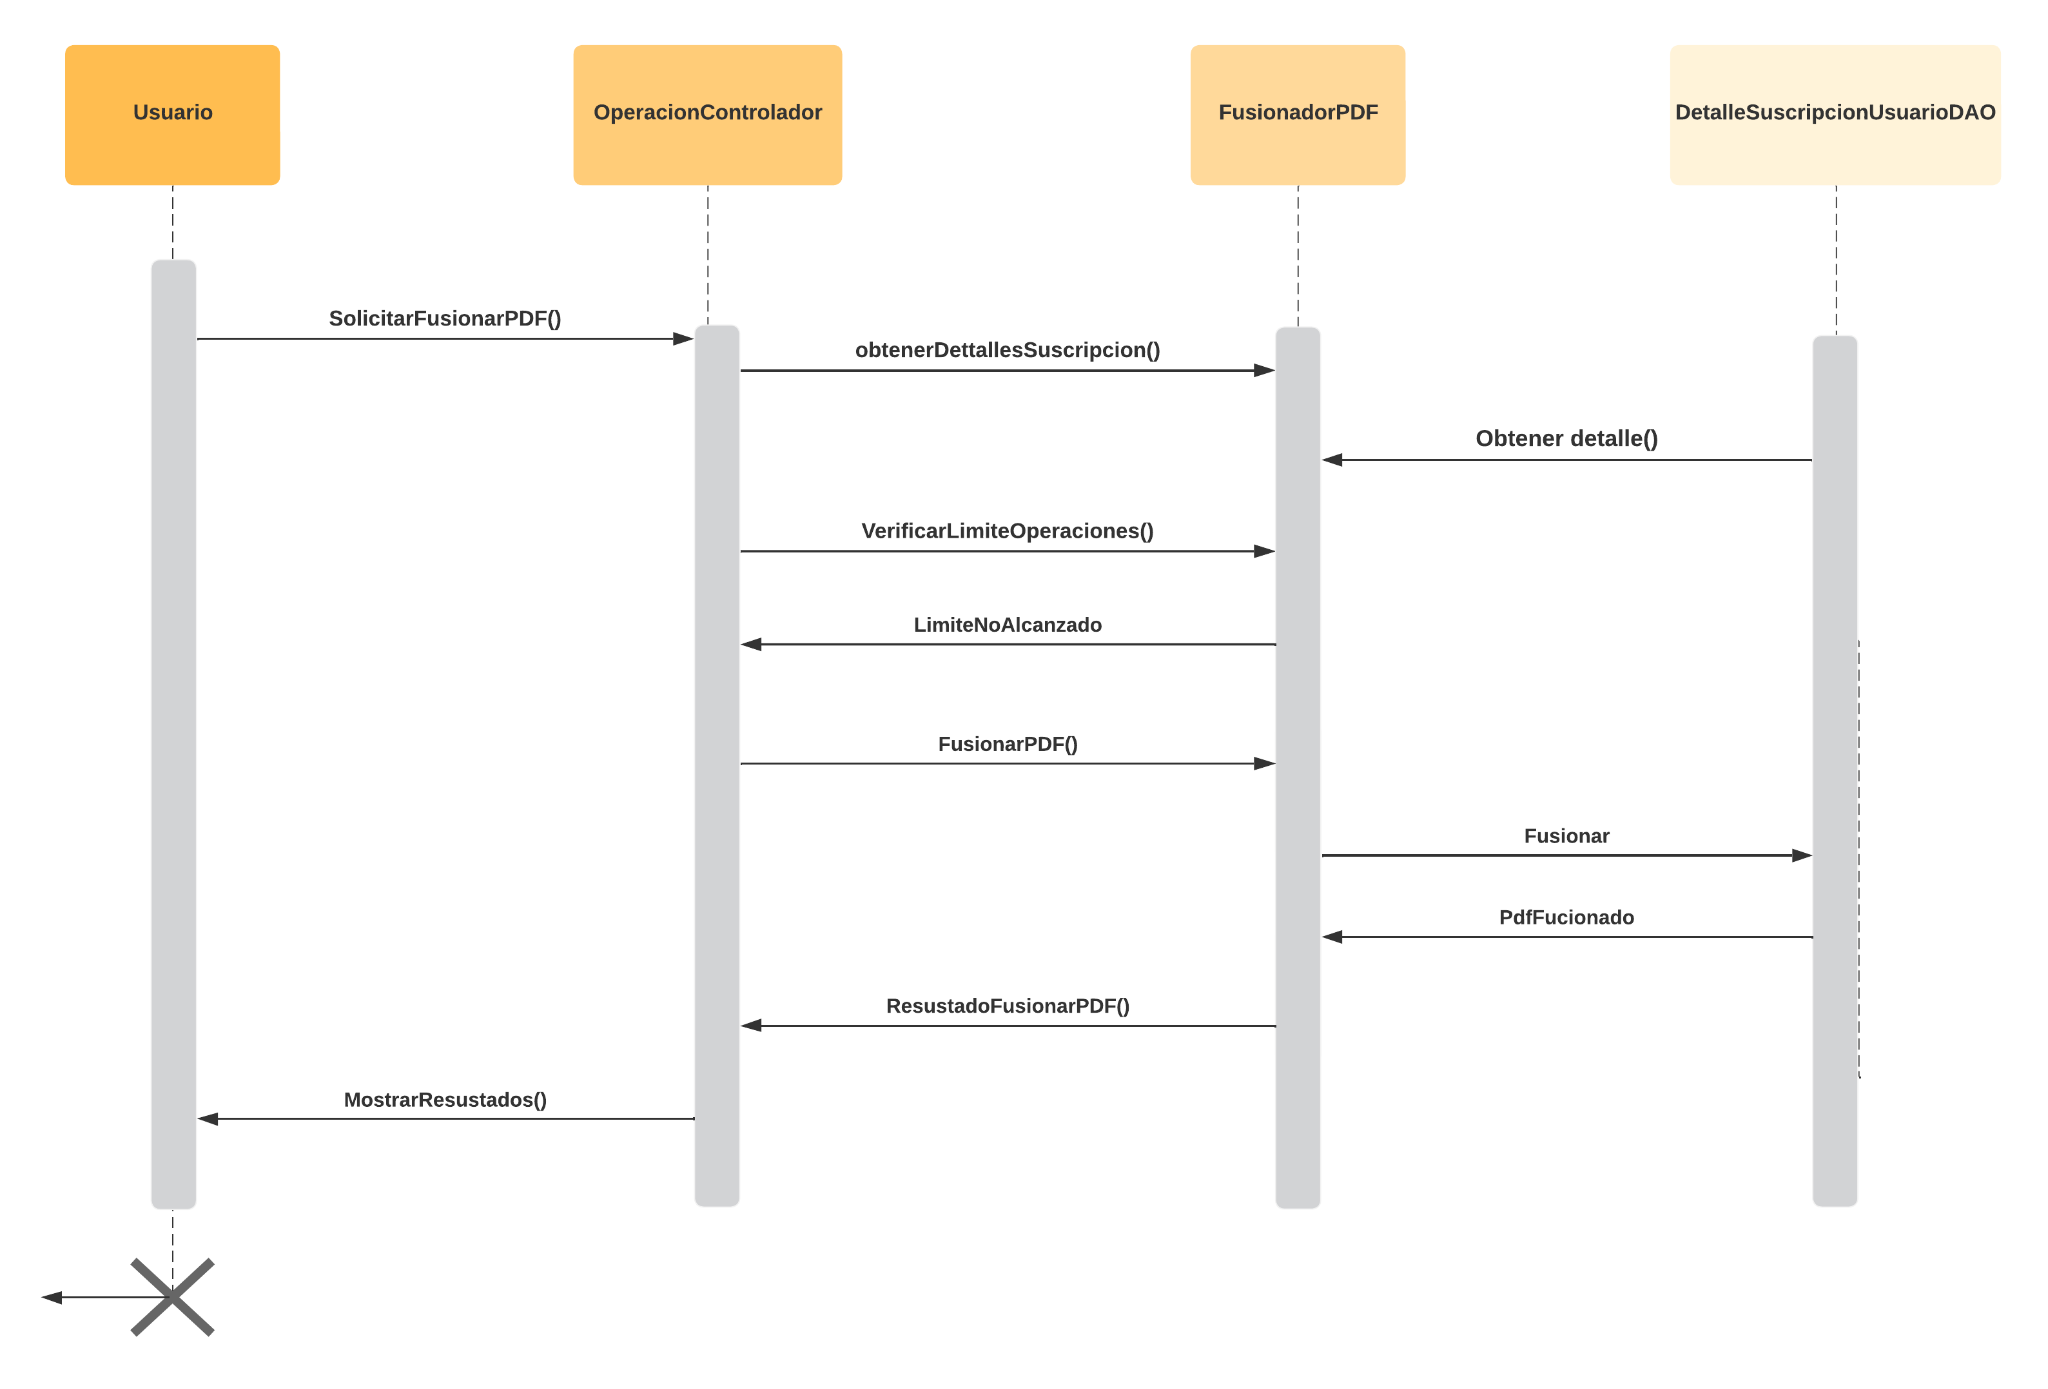 Usuario
OperacionControlador
FusionadorPDF
DetalleSuscripcionUsuarioDAO
SolicitarFusionarPDF()
obtenerDettallesSuscripcion()
Obtener detalle()
VerificarLimiteOperaciones()
LimiteNoAlcanzado
FusionarPDF()
Fusionar
PdfFucionado
ResustadoFusionarPDF()
MostrarResustados()